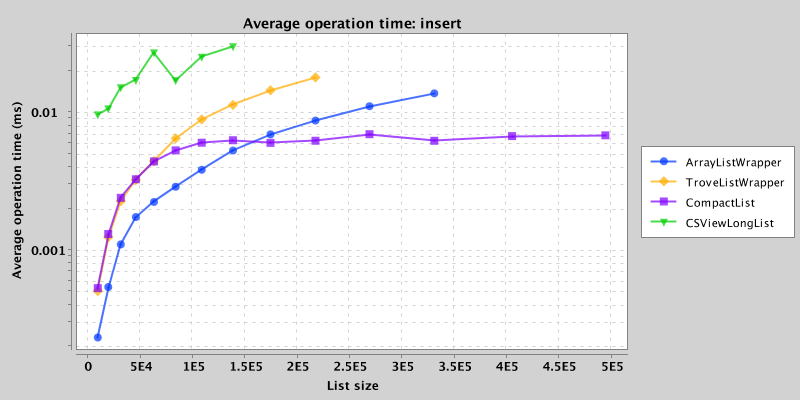 Average operation time: insert
Average operation time (ms)
0.01
0.001
0 5E4 1E5 1.5E5 2E5 2.5E5 3E5 3.5E5 4E5 4.5E5 5E5
List size
ArrayListWrapper
TroveListWrapper
CompactList
CSViewLongList